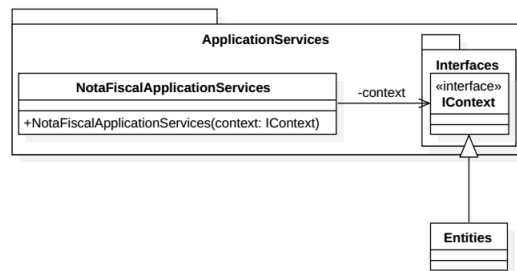 ApplicationServices
Interfaces
NotaFiscalApplicationServices
-context
«interface»
IContext
+NotaFiscalApplicationServices(context: IContext)
Entities